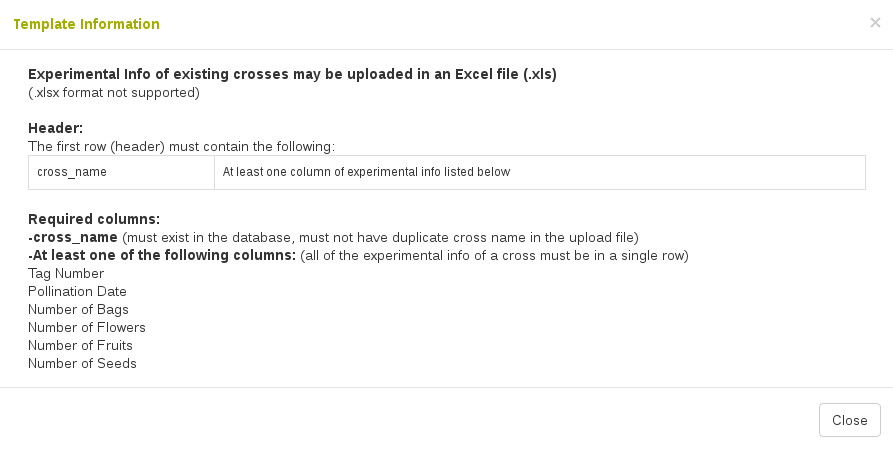 Template Information
×
Experimental Info of existing crosses may be uploaded in an Excel file (.xls)
(.xlsx format not supported)
Header:
The first row (header) must contain the following:
cross_name At least one column of experimental info listed below
Required columns:
-cross_name (must exist in the database, must not have duplicate cross name in the upload file)
-At least one of the following columns: (all of the experimental info of a cross must be in a single row)
Tag Number
Pollination Date
Number of Bags
Number of Flowers
Number of Fruits
Number of Seeds
Close